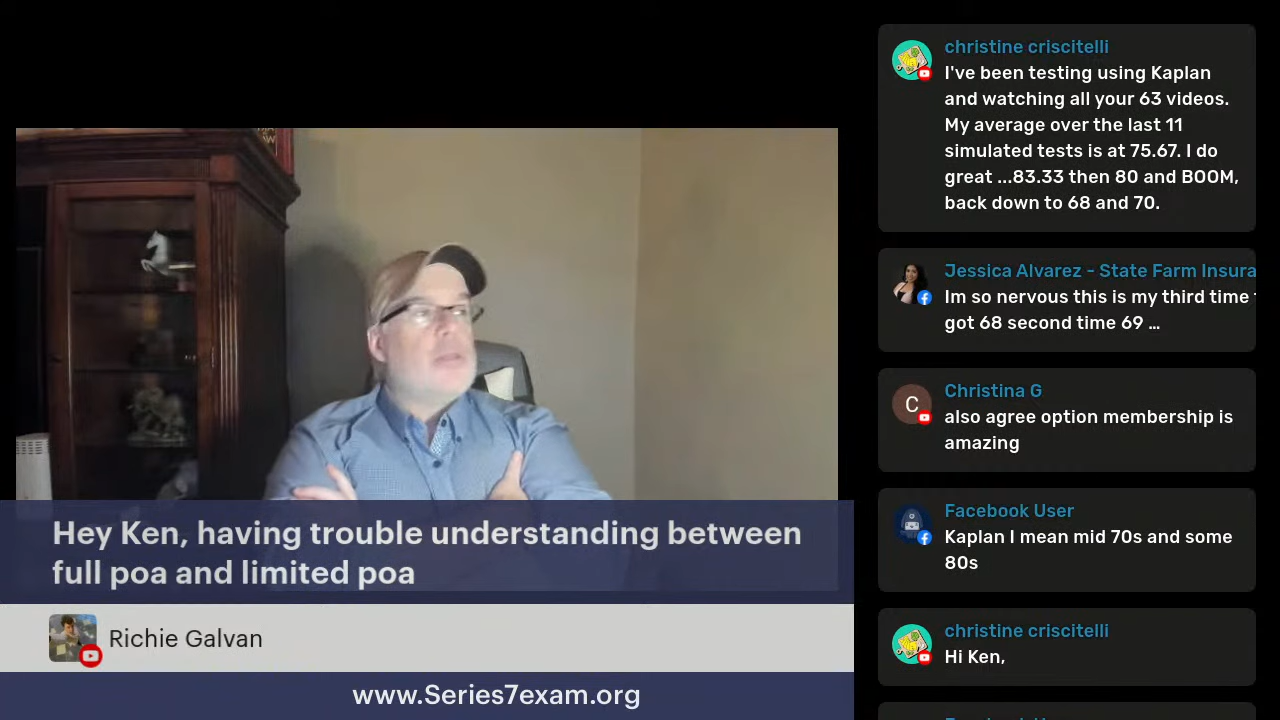 Hey Ken, having trouble understanding between
full poa and limited poa
Richie Galvan
www.Series7exam.org
christine criscitelli
I've been testing using Kaplan
and watching all your 63 videos.
My average over the last 11
simulated tests is at 75.67. I do
great ...83.33 then 80 and BOOM,
back down to 68 and 70.
Jessica Alvarez - State Farm Insura
Im so nervous this is my third time
got 68 second time 69 ...
C
Christina G
also agree option membership is
amazing
Facebook User
Kaplan I mean mid 70s and some
80s
christine criscitelli
Hi Ken,